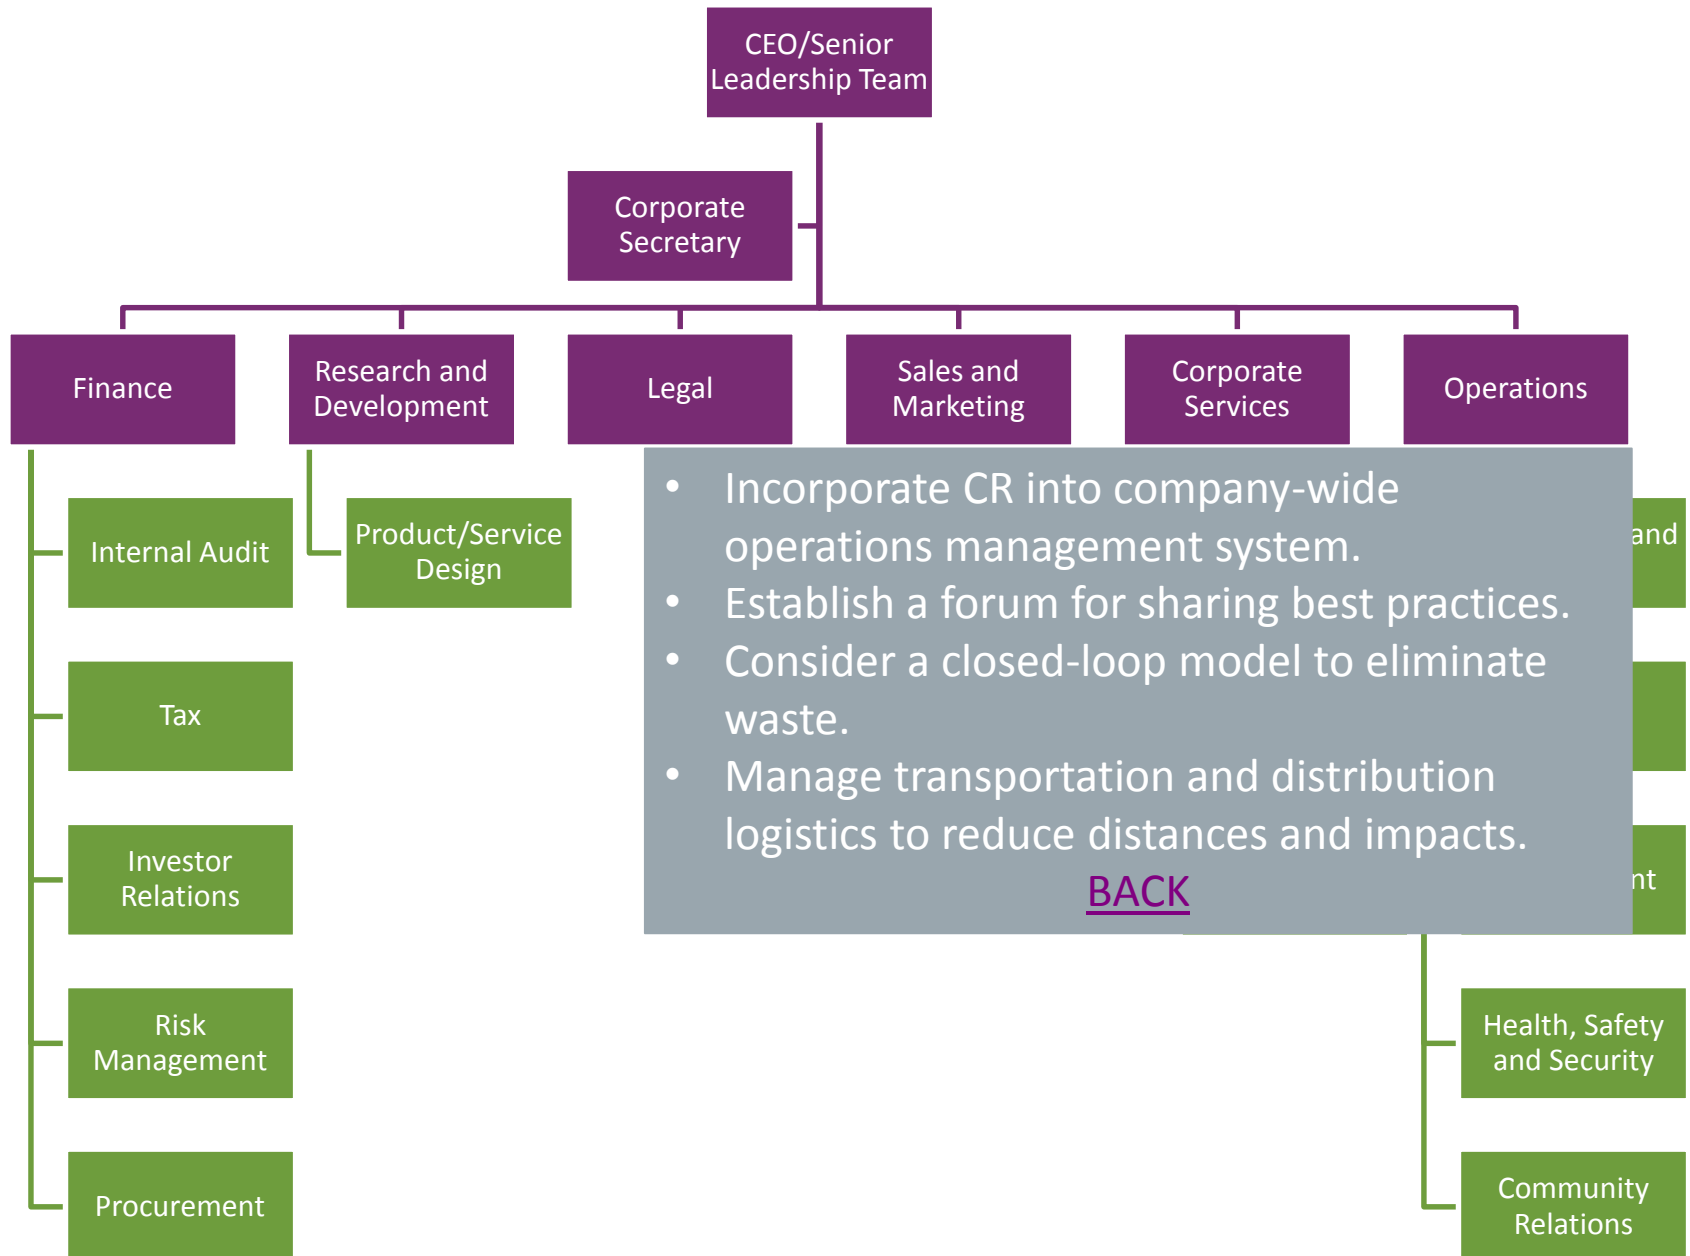 CEO/Senior
Leadership Team
Corporate
Secretary
Finance
Research and
Development
Legal
Sales and
Marketing
Corporate
Services
Operations
Internal Audit
Tax
Investor
Relations
Risk
Management
Procurement
Product/Service
Design
• Incorporate CR into company-wide
operations management system.
• Establish a forum for sharing best practices.
• Consider a closed-loop model to eliminate
waste.
• Manage transportation and distribution
logistics to reduce distances and impacts.
BACK
and
Health, Safety
and Security
Community
Relations